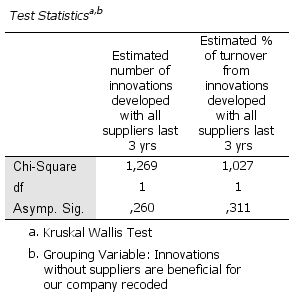 Test Statistics a,b
Estimated number of innovations developed with all suppliers last 3 yrs
Estimated % of turnover from innovations developed with all suppliers last 3 yrs
Chi-Square 1,269 1,027
df 1 1
Asymp. Sig. ,260 ,311
a. Kruskal Wallis Test
b. Grouping Variable: Innovations
without suppliers are beneficial for
our company recoded